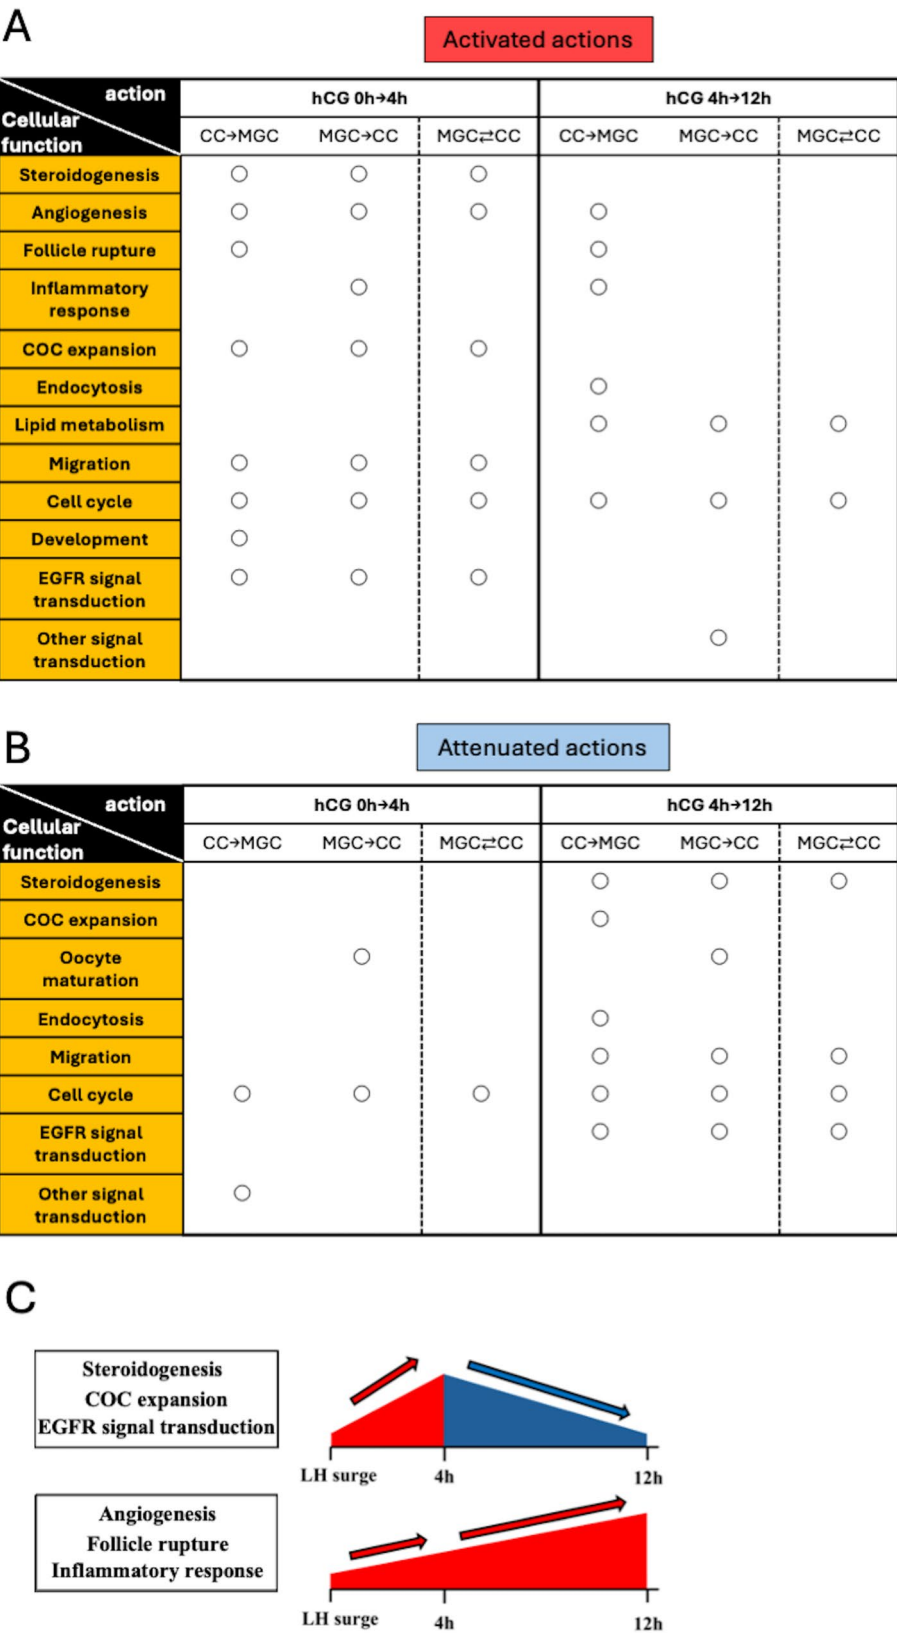 A
Activated actions
action
Cellular
function
hCG 0h→4h
hCG 4h→12h
CC→MGC
MGC→CC
MGC⇄CC
CC→MGC
MGC→CC
MGC⇄CC
Steroidogenesis
○ ○ ○
Angiogenesis
○ ○ ○ ○
Follicle rupture
○ ○
Inflammatory
response
○ ○
COC expansion
○ ○ ○
Endocytosis
○
Lipid metabolism
○ ○ ○
Migration
○ ○ ○
Cell cycle
○ ○ ○ ○ ○ ○
Development
○
EGFR signal
transduction
○ ○ ○
Other signal
transduction
○
B
Attenuated actions
action
Cellular
function
hCG 0h→4h
hCG 4h→12h
CC→MGC
MGC→CC
MGC⇄CC
CC→MGC
MGC→CC
MGC⇄CC
Steroidogenesis
○ ○ ○
COC expansion
○
Oocyte
maturation
○ ○
Endocytosis
○
Migration
○ ○ ○
Cell cycle
○ ○ ○ ○ ○ ○
EGFR signal
transduction
○ ○ ○
Other signal
transduction
○
C
Steroidogenesis
COC expansion
EGFR signal transduction
LH surge
4h
12h
Angiogenesis
Follicle rupture
Inflammatory response
LH surge
4h
12h